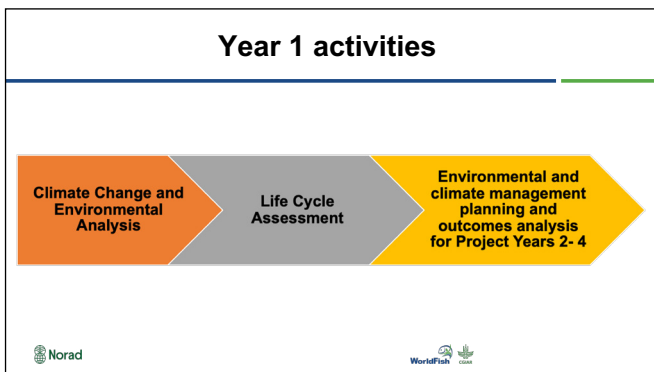 Year 1 activities
Climate Change and
Environmental
Analysis
Life Cycle
Assessment
Environmental and
climate management
planning and
outcomes analysis
for Project Years 2- 4
Norad
WorldFish
CGIAR